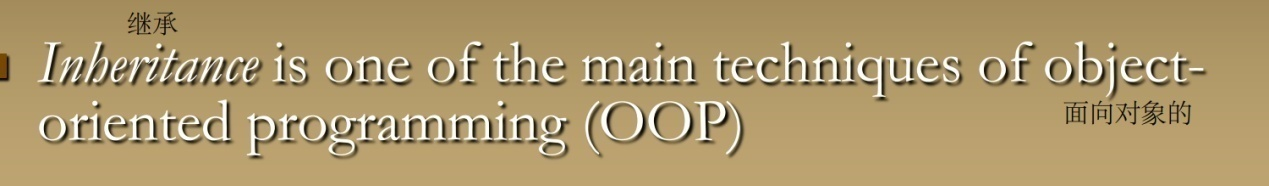 继承
Inheritance is one of the main techniques of object-
面向对象的
oriented programming (OOP)